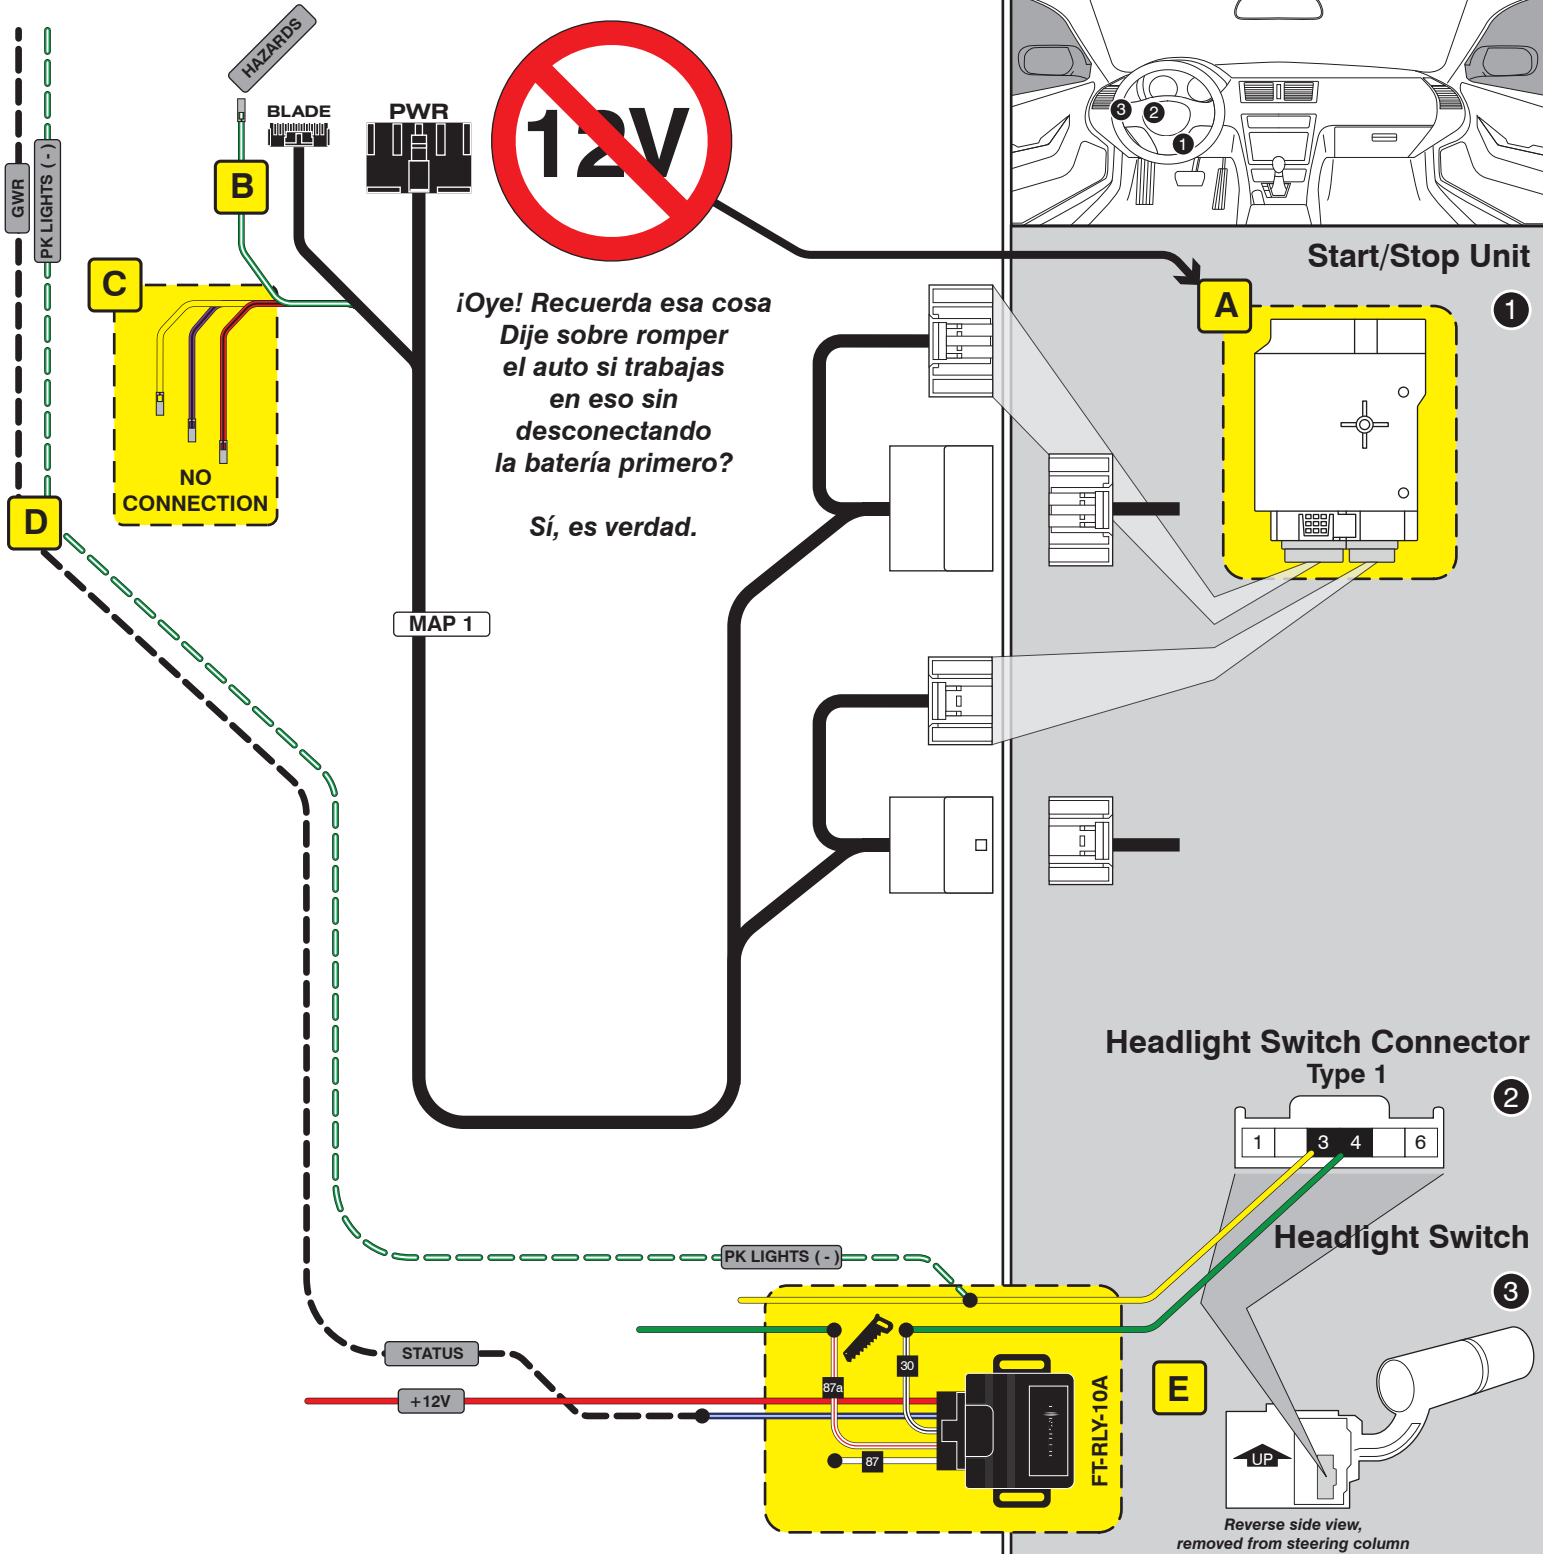 HAZARDS
BLADE
PWR
12V
GWR
PK LIGHTS ( - )
B
C
NO
CONNECTION
D
¡Oye! Recuerda esa cosa
Dije sobre romper
el auto si trabajas
en eso sin
desconectando
la batería primero?
Sí, es verdad.
MAP 1
3
2
1
Start/Stop Unit
1
A
Headlight Switch Connector
Type 1
2
1
3
4
6
Headlight Switch
3
PK LIGHTS ( - )
STATUS
+12V
30
87a
87
FT-RLY-10A
E
UP
Reverse side view,
removed from steering column